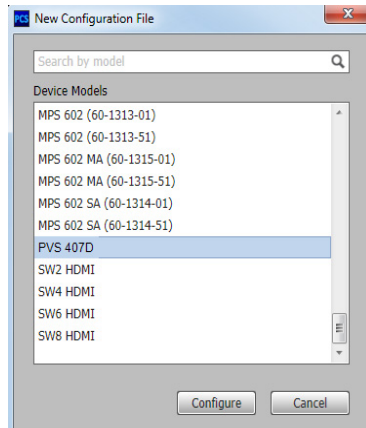 PCS New Configuration File
Search by model
Device Models
MPS 602 (60-1313-01)
MPS 602 (60-1313-51)
MPS 602 MA (60-1315-01)
MPS 602 MA (60-1315-51)
MPS 602 SA (60-1314-01)
MPS 602 SA (60-1314-51)
PVS 407D
SW2 HDMI
SW4 HDMI
SW6 HDMI
SW8 HDMI
Configure Cancel